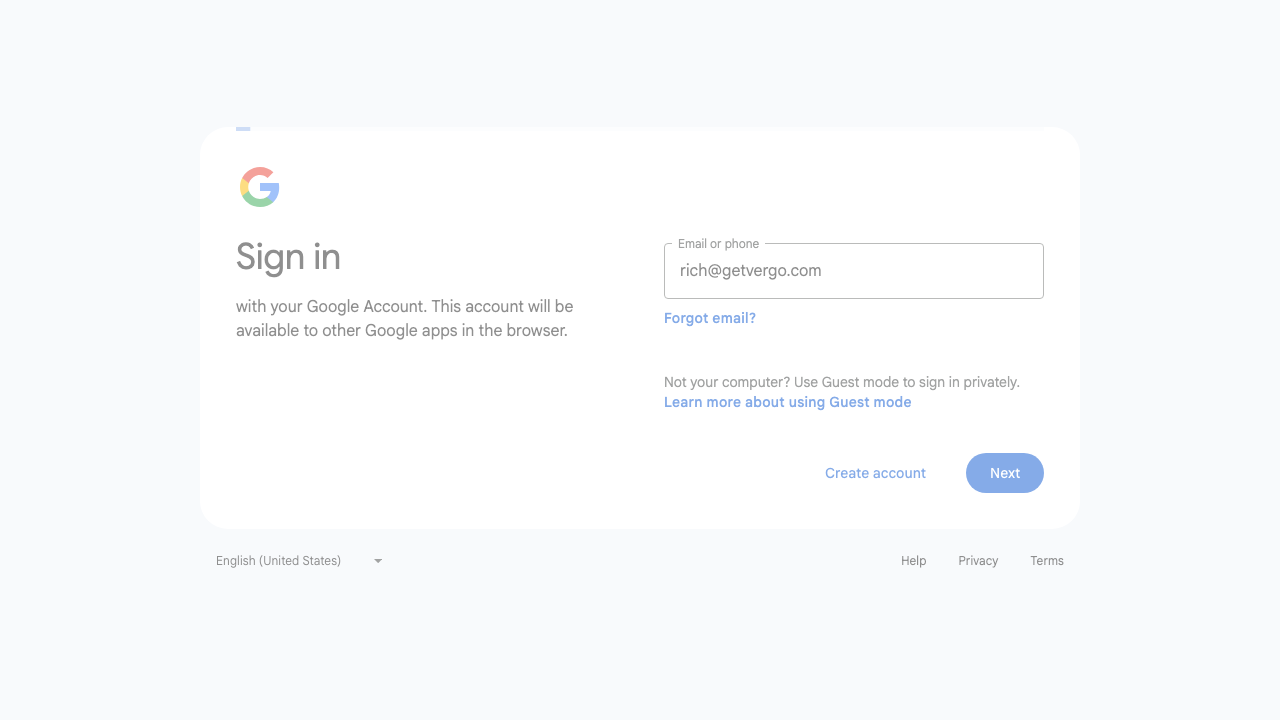 Sign in
with your Google Account. This account will be
available to other Google apps in the browser.
Email or phone
rich@getvergo.com
Forgot email?
Not your computer? Use Guest mode to sign in privately.
Learn more about using Guest mode
Create account
Next
English (United States)
Help
Privacy
Terms